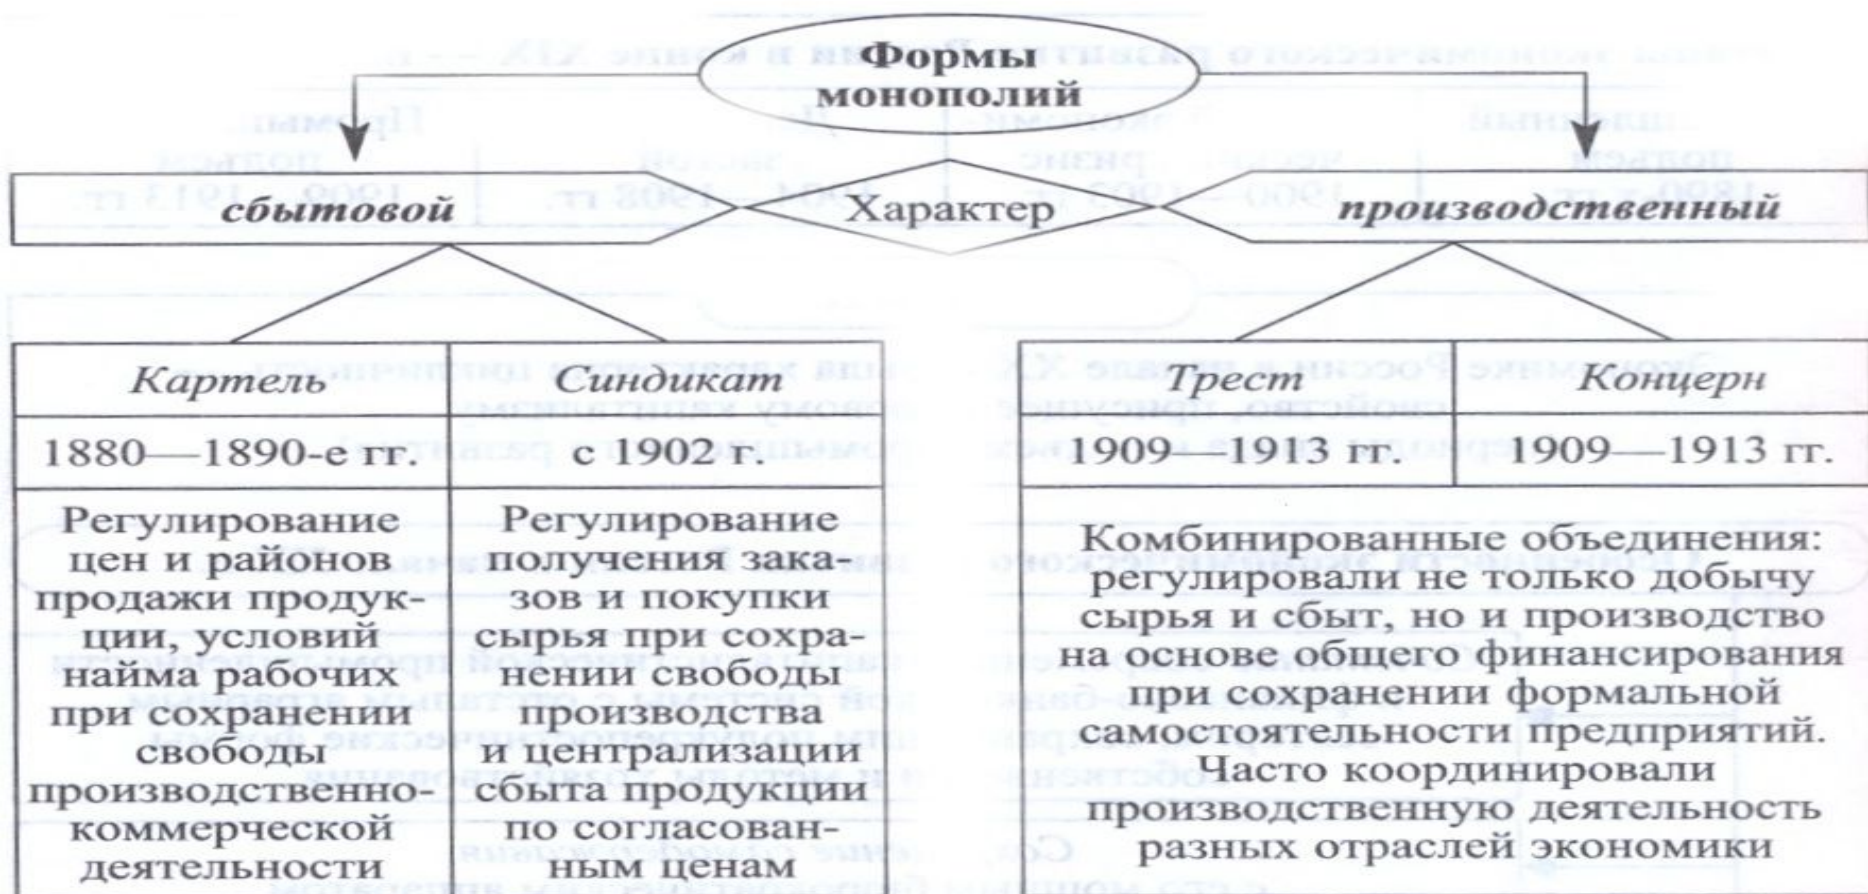 Формы
монополий
сбытовой
Характер
производственный
Картель
Синдикат
Трест
Концерн
1880—1890-е гг.
с 1902 г.
1909—1913 гг.
1909—1913 гг.
Регулирование
цен и районов
продажи продук-
ции, условий
найма рабочих
при сохранении
свободы
производственно-
коммерческой
деятельности
Регулирование
получения зака-
зов и покупки
сырья при сохра-
нении свободы
производства
и централизации
сбыта продукции
по согласован-
ным ценам
Комбинированные объединения:
регулировали не только добычу
сырья и сбыт, но и производство
на основе общего финансирования
при сохранении формальной
самостоятельности предприятий.
Часто координировали
производственную деятельность
разных отраслей экономики